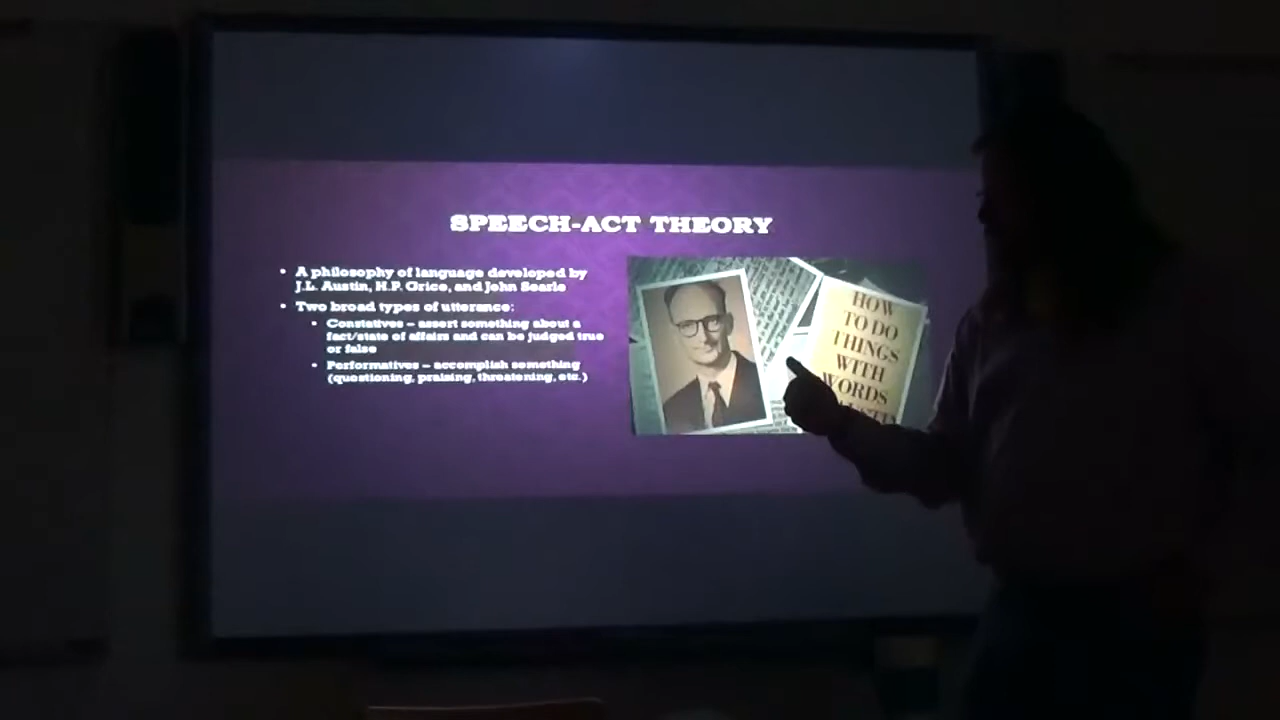 SPEECH-ACT THEORY
• A philosophy of language developed by
J.L. Austin, H.P. Grice, and John Searle
• Two broad types of utterance:
• Constatives – assert something about a
fact/state of affairs and can be judged true
or false
• Performatives – accomplish something
(questioning, praising, threatening, etc.)
HOW
TO DO
THINGS
WITH
WORDS
AUSTIN